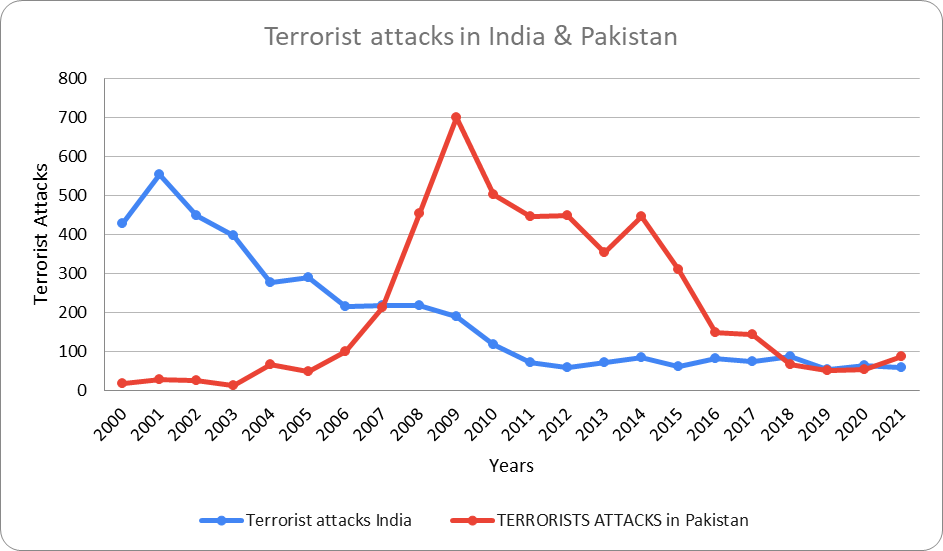 Terrorist attacks in India & Pakistan
Terrorist Attacks
800
700
600
500
400
300
200
100
0
2000 2001 2002 2003 2004 2005 2006 2007 2008 2009 2010 2011 2012 2013 2014 2015 2016 2017 2018 2019 2020 2021
Years
Terrorist attacks India TERRORISTS ATTACKS in Pakistan